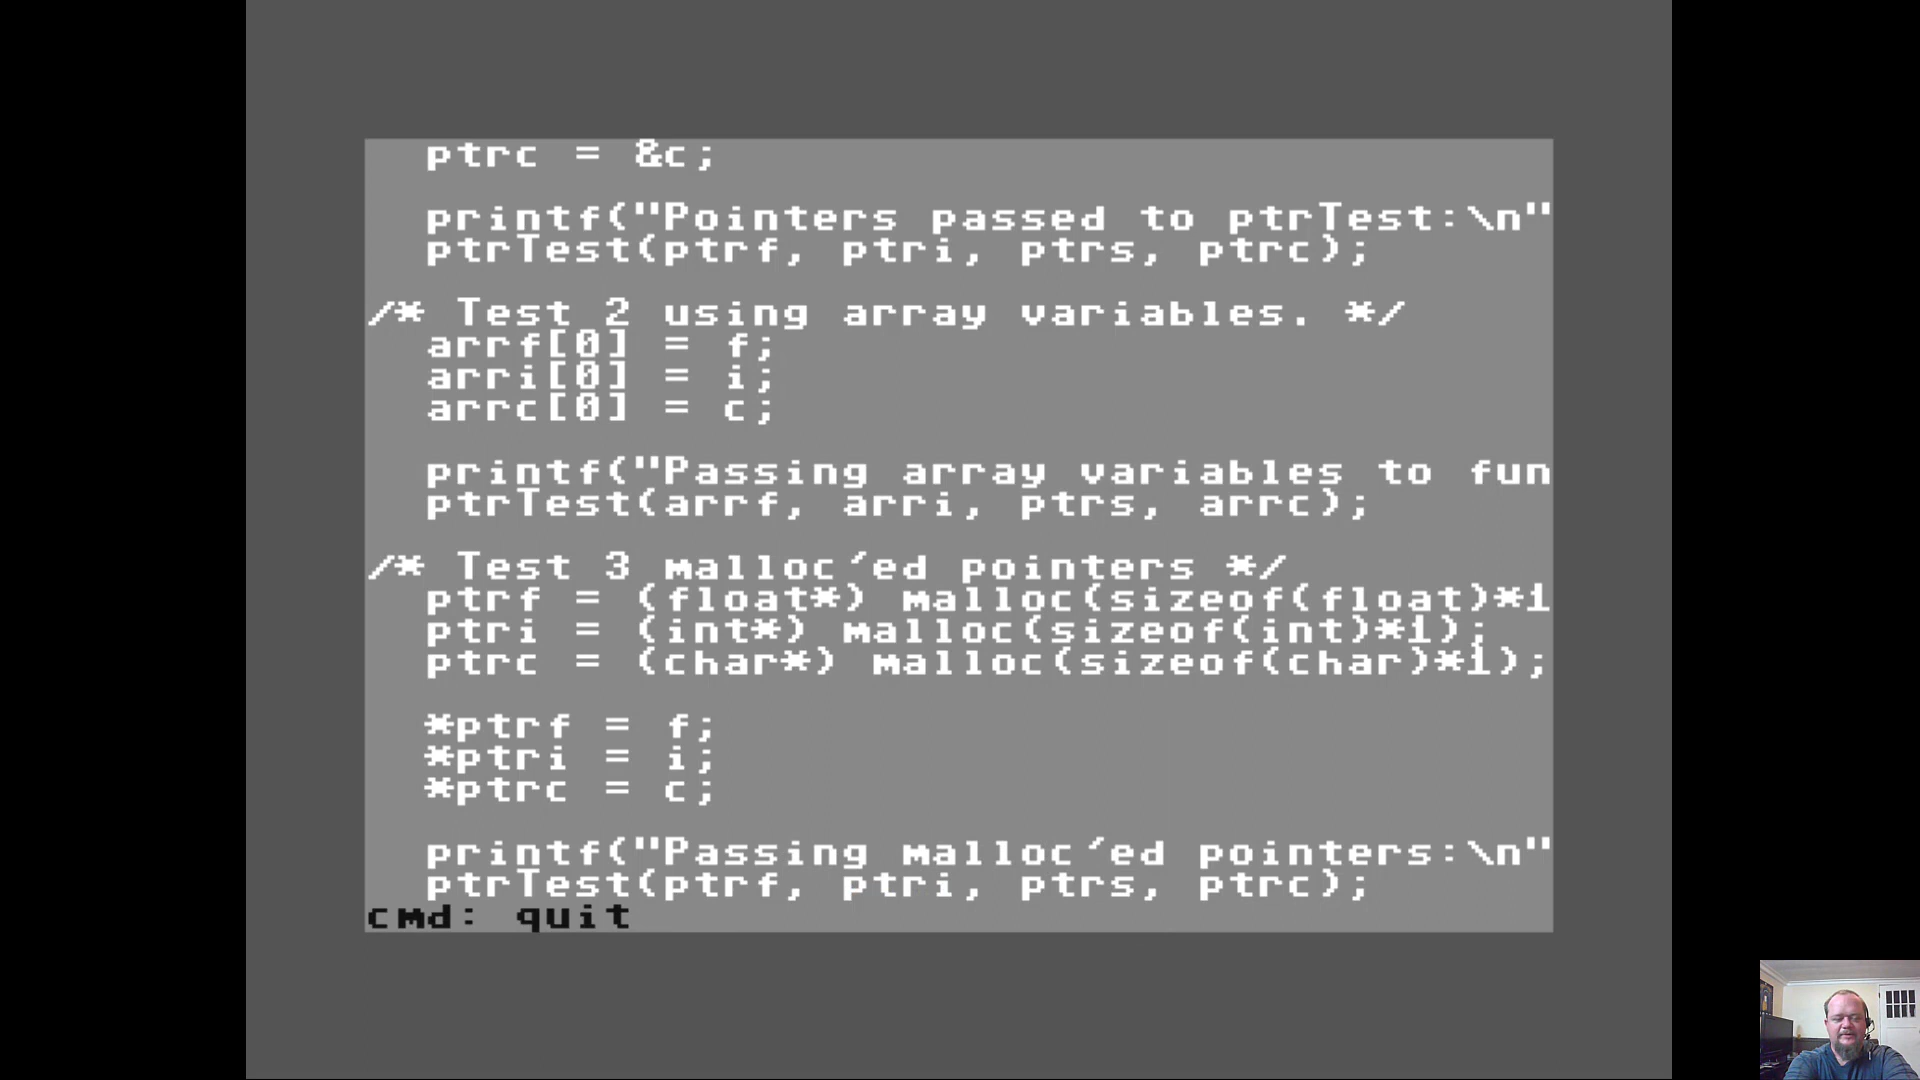 ptrc = &c;
printf("Pointers passed to ptrTest:\n"
ptrTest(ptrf, ptri, ptrs, ptrc);
/* Test 2 using array variables. */
arrf[0] = f;
arri[0] = i;
arrc[0] = c;
printf("Passing array variables to fun
ptrTest(arrf, arri, ptrs, arrc);
/* Test 3 malloc'ed pointers */
ptrf = (float*) malloc(sizeof(float)*1
ptri = (int*) malloc(sizeof(int)*1);
ptrc = (char*) malloc(sizeof(char)*1);
*ptrf = f;
*ptri = i;
*ptrc = c;
printf("Passing malloc'ed pointers:\n"
ptrTest(ptrf, ptri, ptrs, ptrc);
cmd: quit